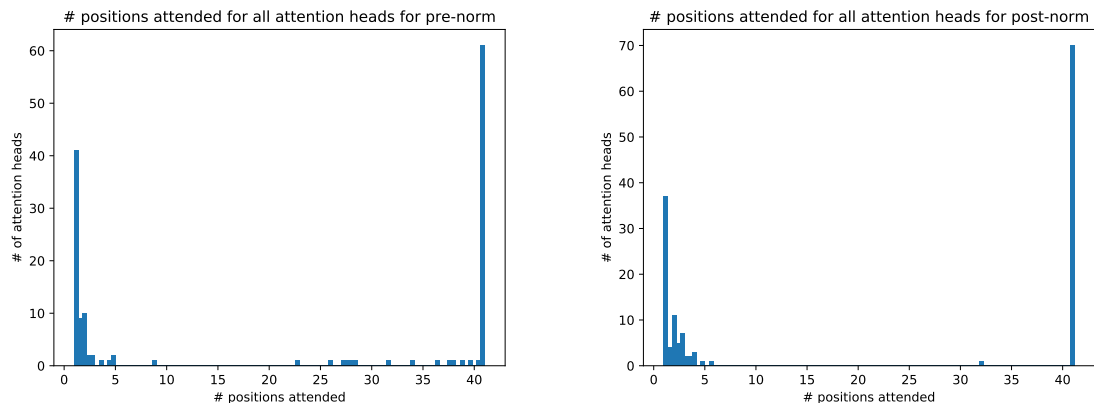 # positions attended for all attention heads for pre-norm
# of attention heads
60
50
40
30
20
10
0
0 5 10 15 20 25 30 35 40
# positions attended
# positions attended for all attention heads for post-norm
# of attention heads
70
60
50
40
30
20
10
0
0 5 10 15 20 25 30 35 40
# positions attended